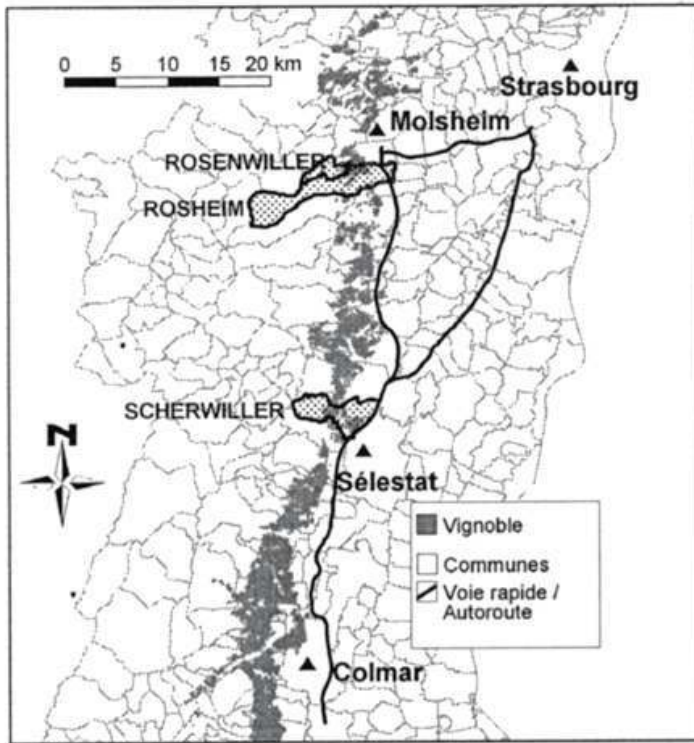 0 5 10 15 20 km
Strasbourg
Molsheim
ROSENWILLER
ROSHEIM
SCHERWILLER
N
Sélestat
Vignoble
Communes
Voie rapide /
Autoroute
Colmar